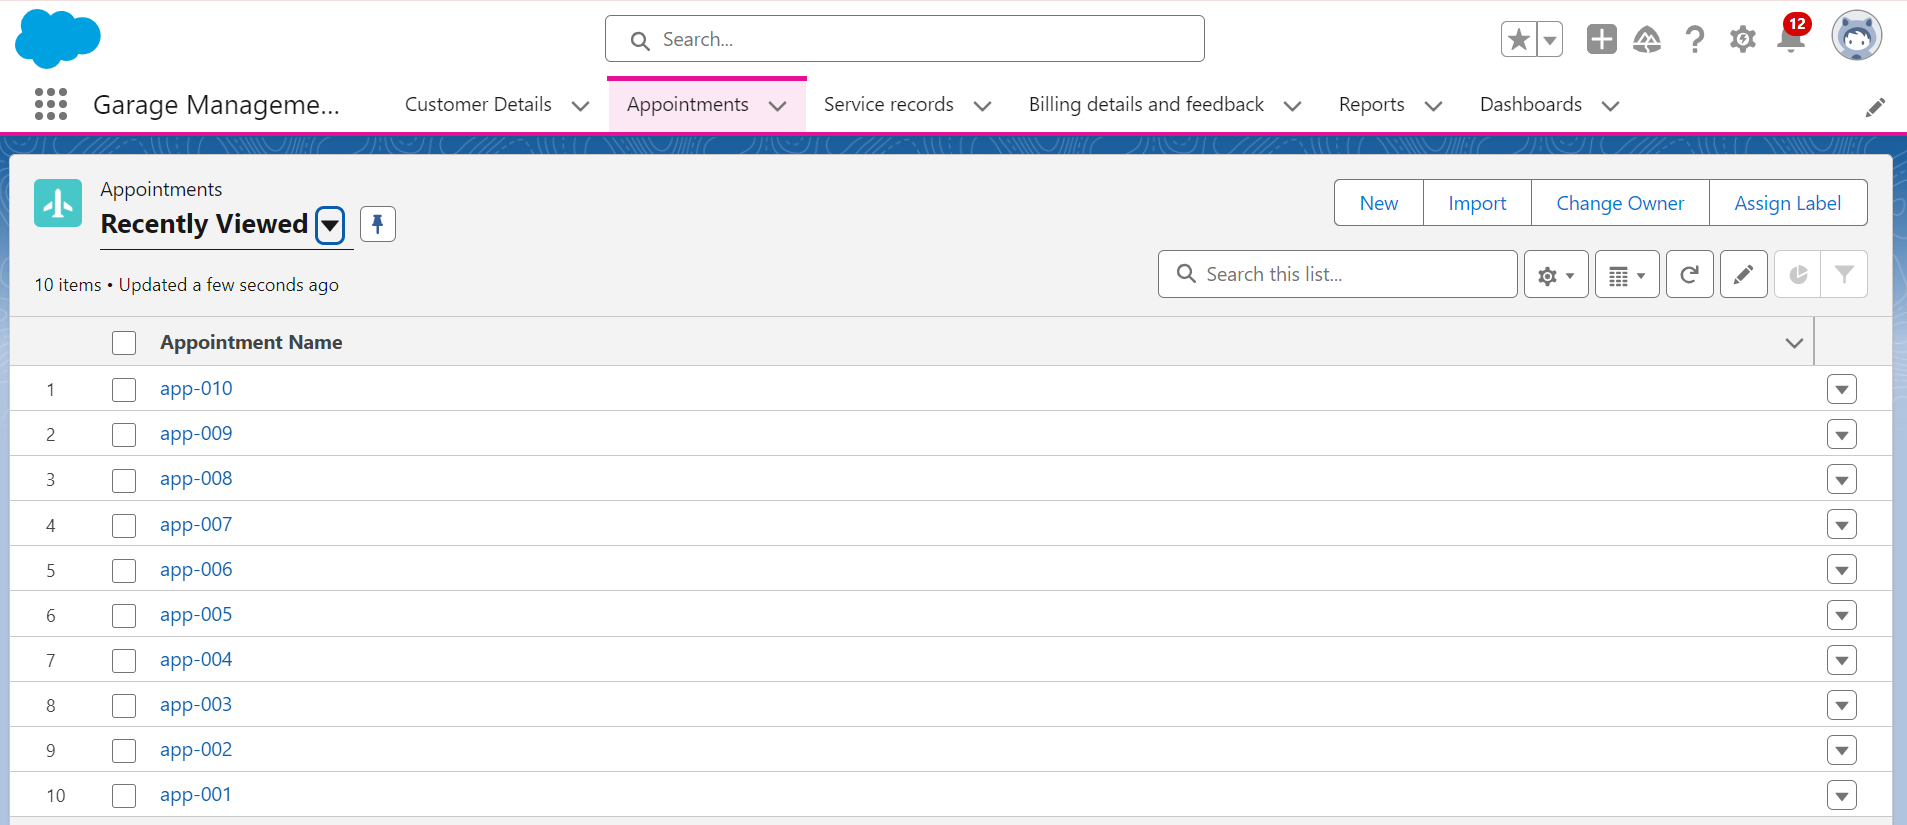 Search...
12
Garage Manageme...
Customer Details
Appointments
Service records
Billing details and feedback
Reports
Dashboards
Appointments
Recently Viewed
New
Import
Change Owner
Assign Label
10 items • Updated a few seconds ago
Search this list...
Appointment Name
1 app-010
2 app-009
3 app-008
4 app-007
5 app-006
6 app-005
7 app-004
8 app-003
9 app-002
10 app-001